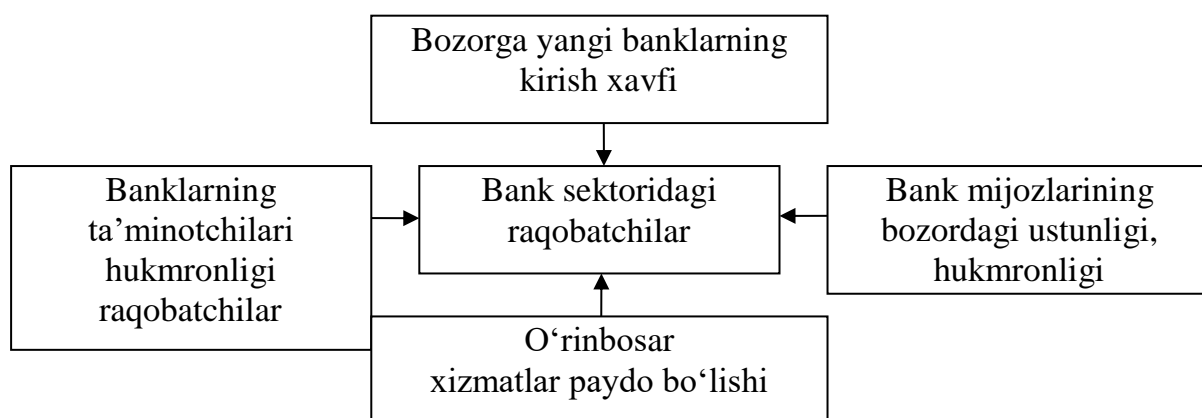 Bozorga yangi banklarning
kirish xavfi
Banklarning
ta’minotchilari
hukmronligi
raqobatchilar
Bank sektoridagi
raqobatchilar
Bank mijozlarining
bozordagi ustunligi,
hukmronligi
O‘rinbosar
xizmatlar paydo bo‘lishi